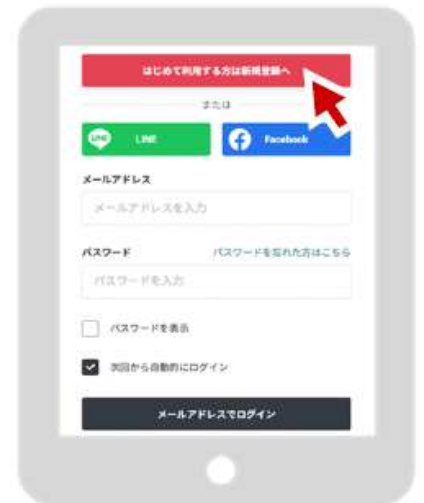 はじめて利用する方は新規登録へ
または
LINE LINE
Facebook
メールアドレス
メールアドレスを入力
パスワード パスワードを忘れた方はこちら
パスワードを入力
パスワードを表示
次回から自動的にログイン
メールアドレスでログイン